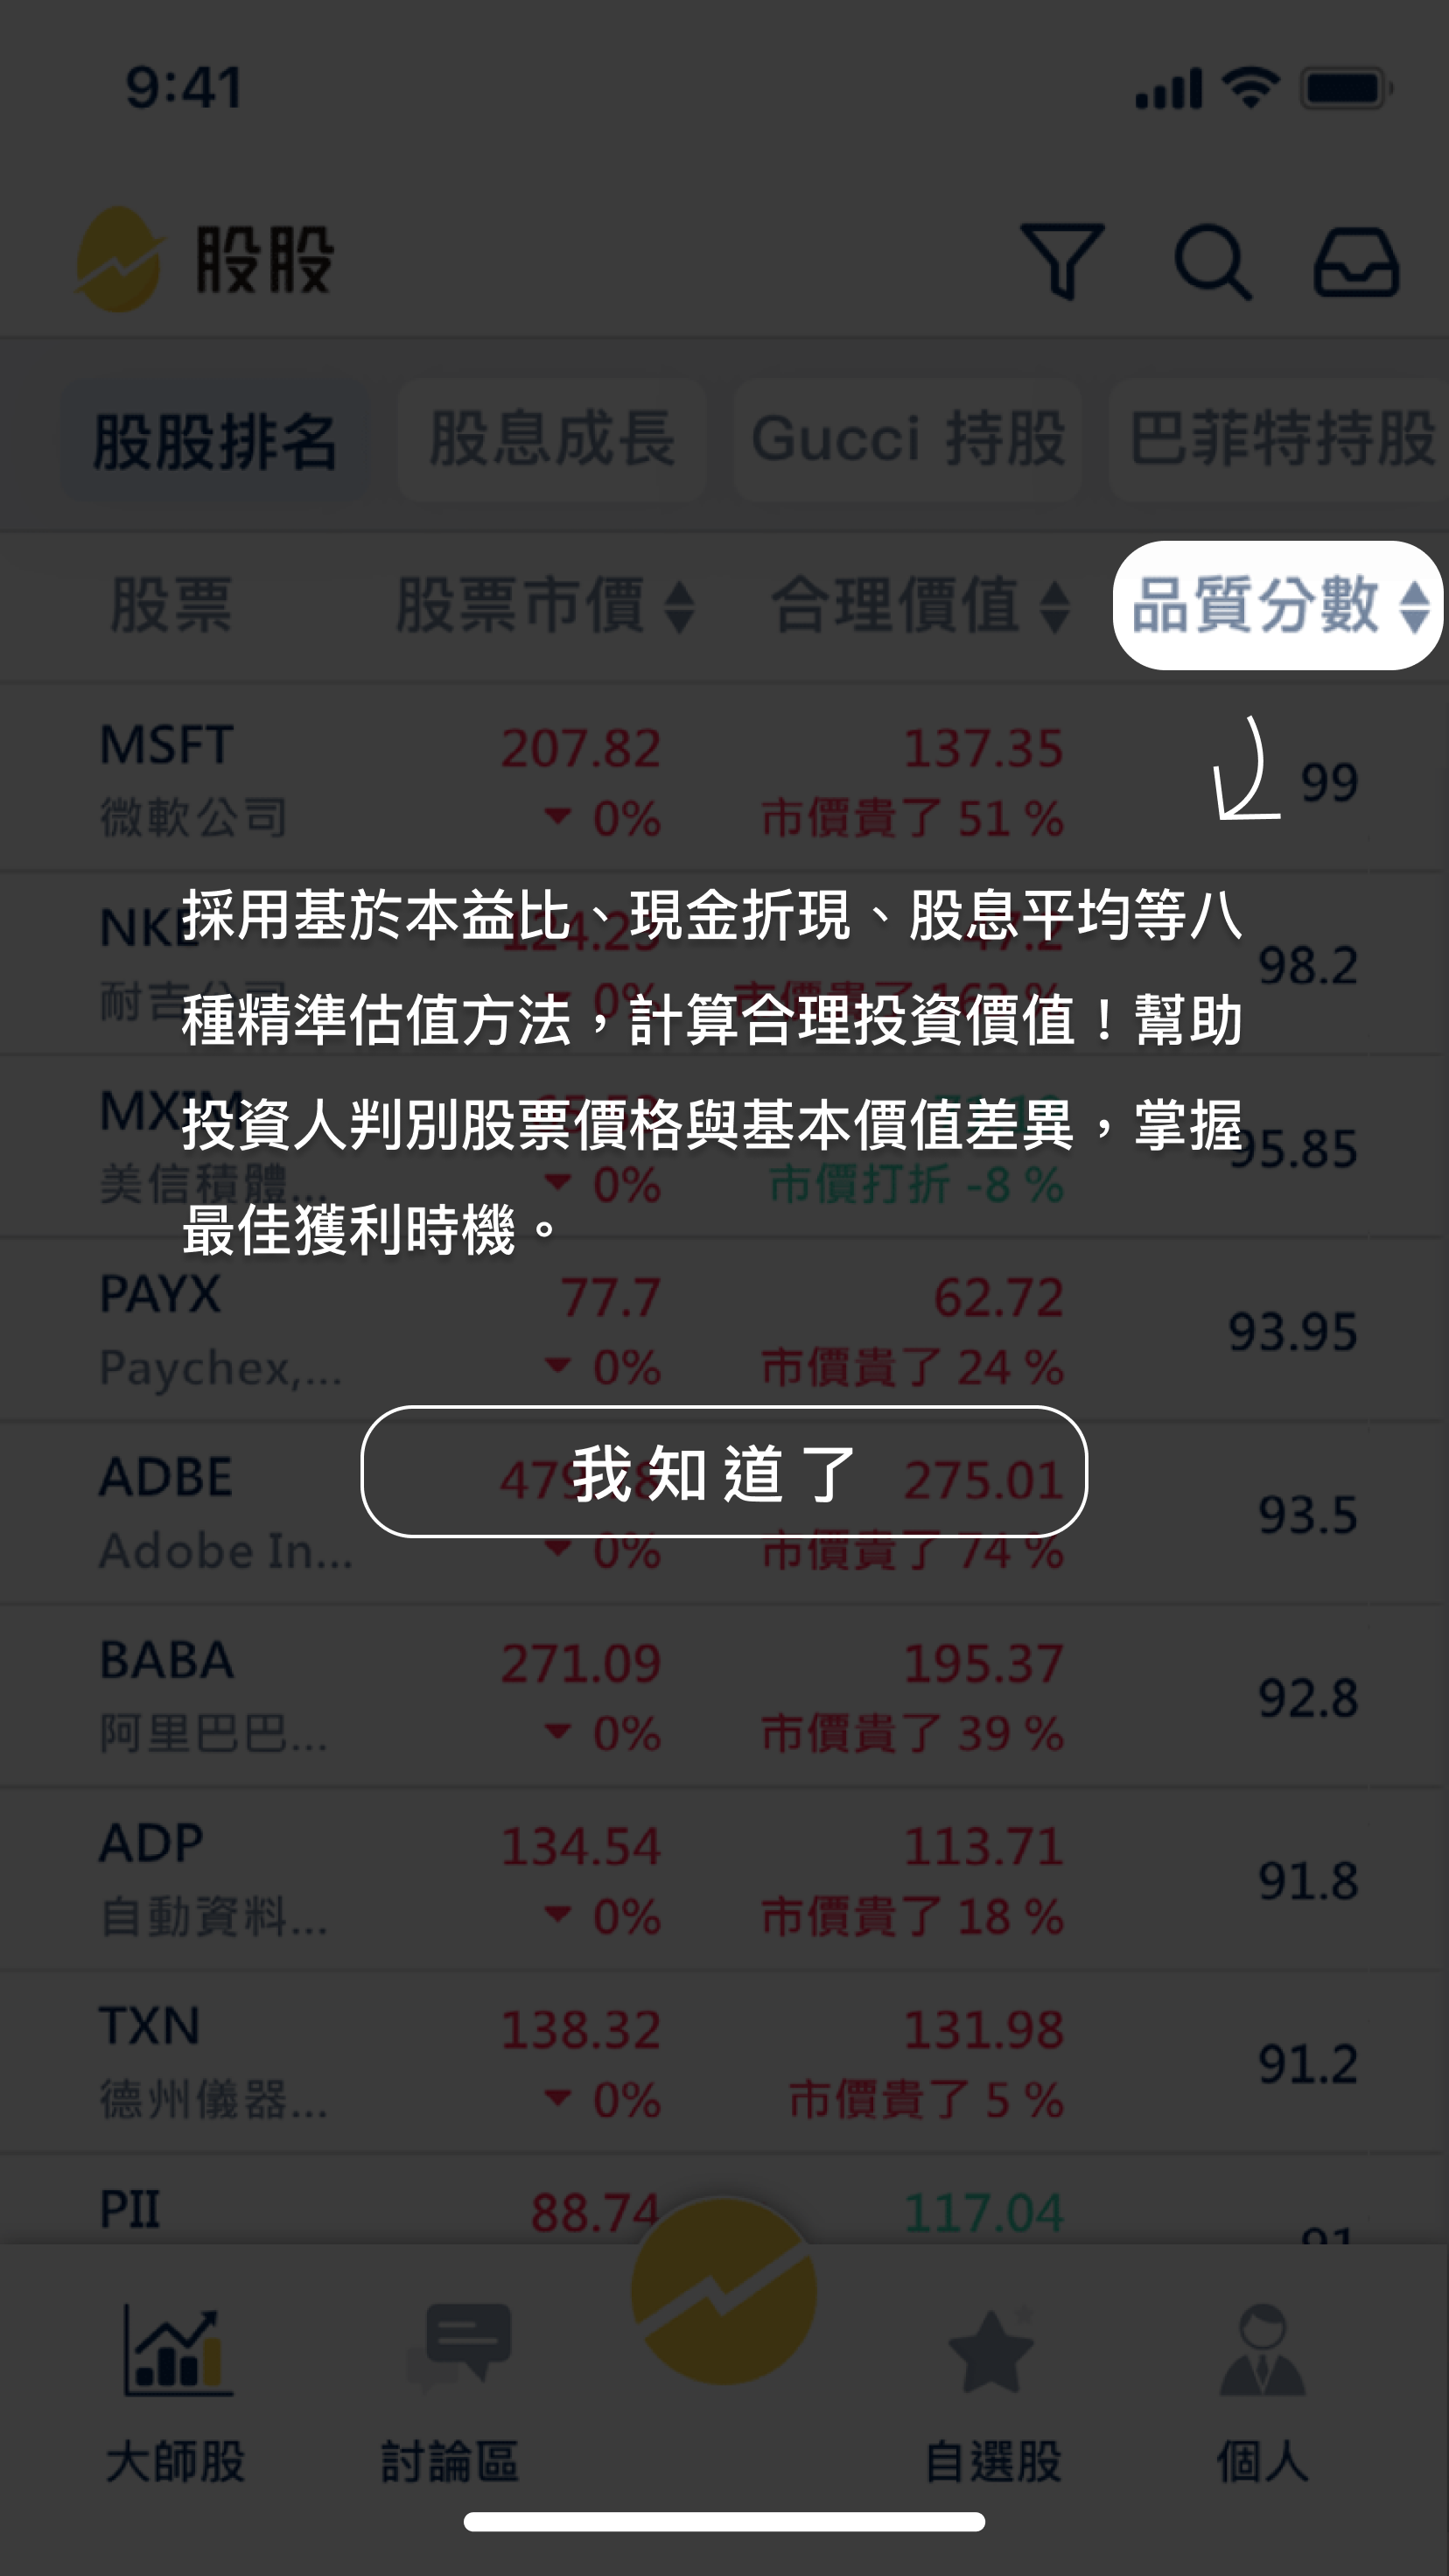 9:41
股股
股股排名 股息成長 Gucci 持股 巴菲特持股
股票 股票市價 合理價值 品質分數
MSFT 207.82 137.35 99
微軟公司 0% 市價貴了 51 %
採用基於本益比、現金折現、股息平均等八
NKE 124.23 47.2 98.2
耐吉公司 0% 市價貴了 163 %
種精準估值方法，計算合理投資價值！幫助
MXIM
投資人判別股票價格與基本價值差異，掌握
95.85
美信積體... 0% 市價打折 -8 %
最佳獲利時機。
PAYX 77.7 62.72 93.95
Paychex,... 0% 市價貴了 24 %
我知道了
ADBE 275.01 93.5
Adobe In... 0% 市價貴了 74 %
BABA 271.09 195.37 92.8
阿里巴巴... 0% 市價貴了 39 %
ADP 134.54 113.71 91.8
自動資料... 0% 市價貴了 18 %
TXN 138.32 131.98 91.2
德州儀器... 0% 市價貴了 5 %
PII 88.74 117.04 91
大師股 討論區 自選股 個人